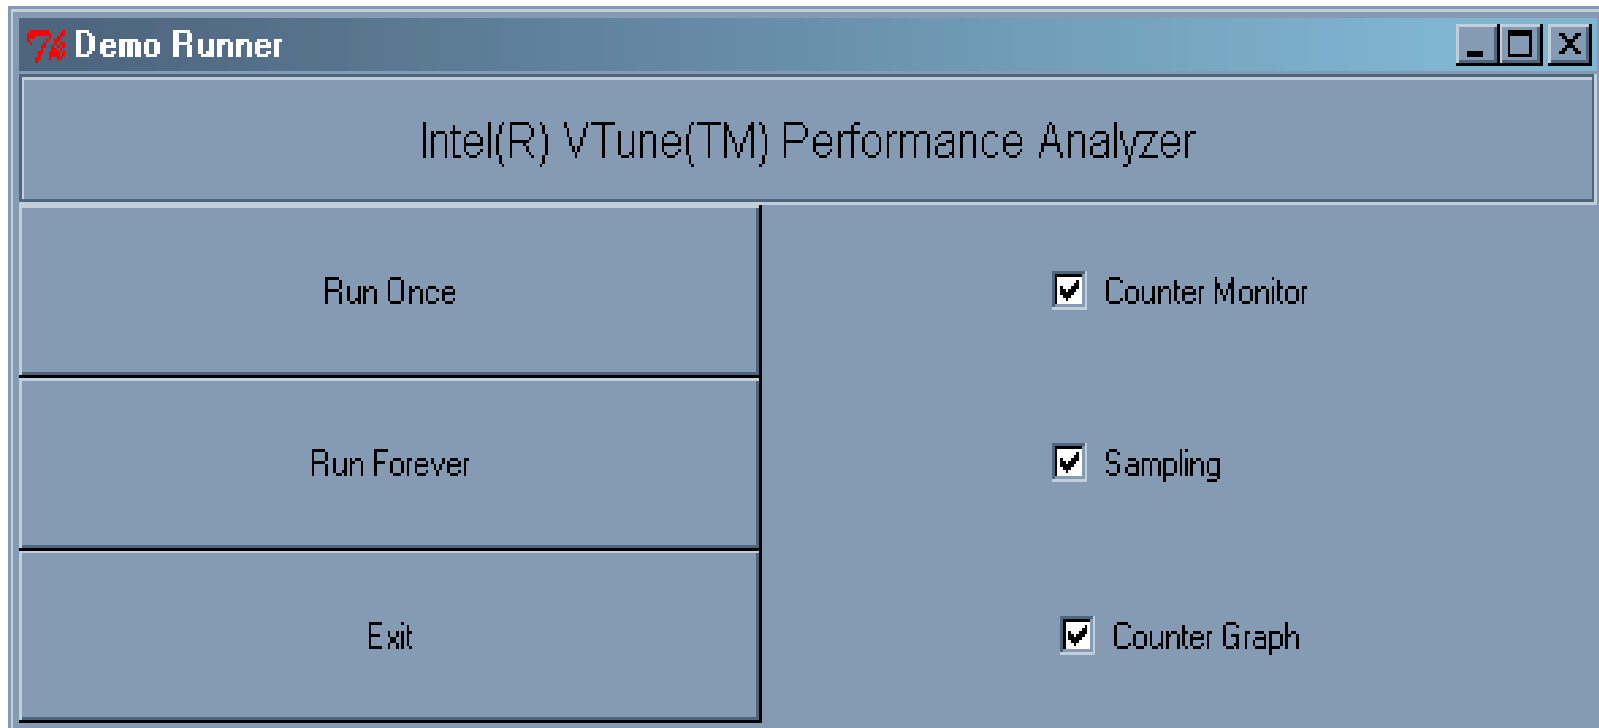 Demo Runner
Intel(R) VTune(TM) Performance Analyzer
Run Once
Counter Monitor
Run Forever
Sampling
Exit
Counter Graph